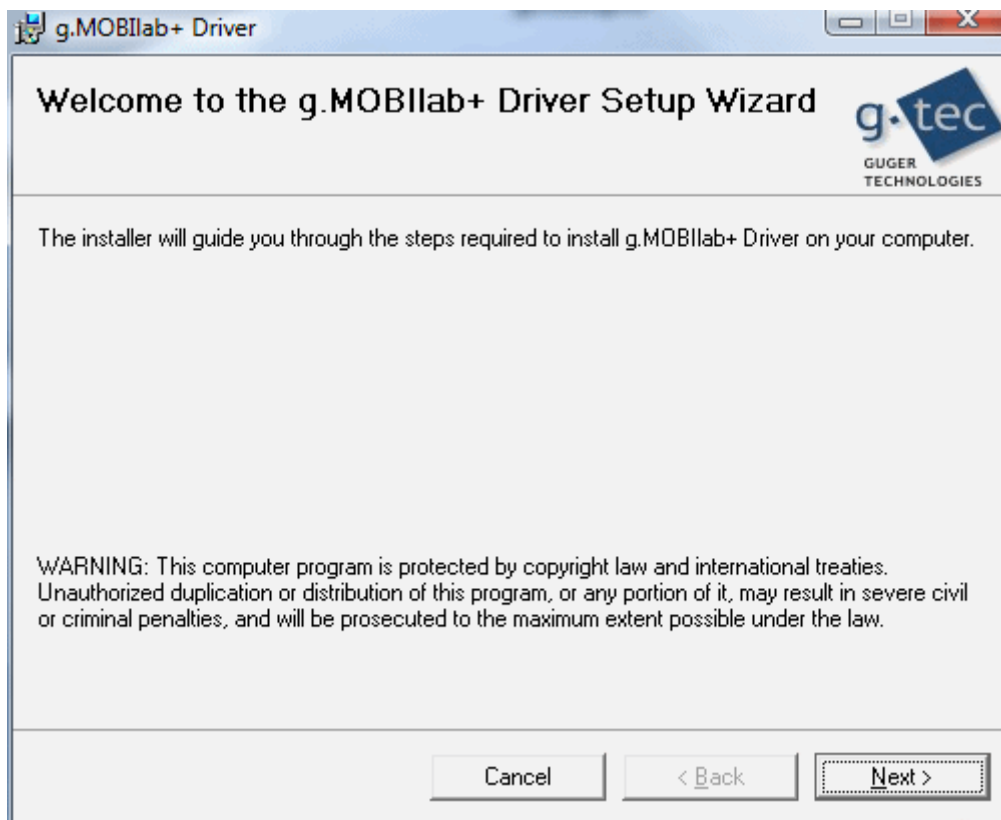 g.MOBIlab+ Driver
Welcome to the g.MOBIlab+ Driver Setup Wizard
g.tec
GUGER
TECHNOLOGIES
The installer will guide you through the steps required to install g.MOBIlab+ Driver on your computer.
WARNING: This computer program is protected by copyright law and international treaties.
Unauthorized duplication or distribution of this program, or any portion of it, may result in severe civil
or criminal penalties, and will be prosecuted to the maximum extent possible under the law.
Cancel
< Back
Next >